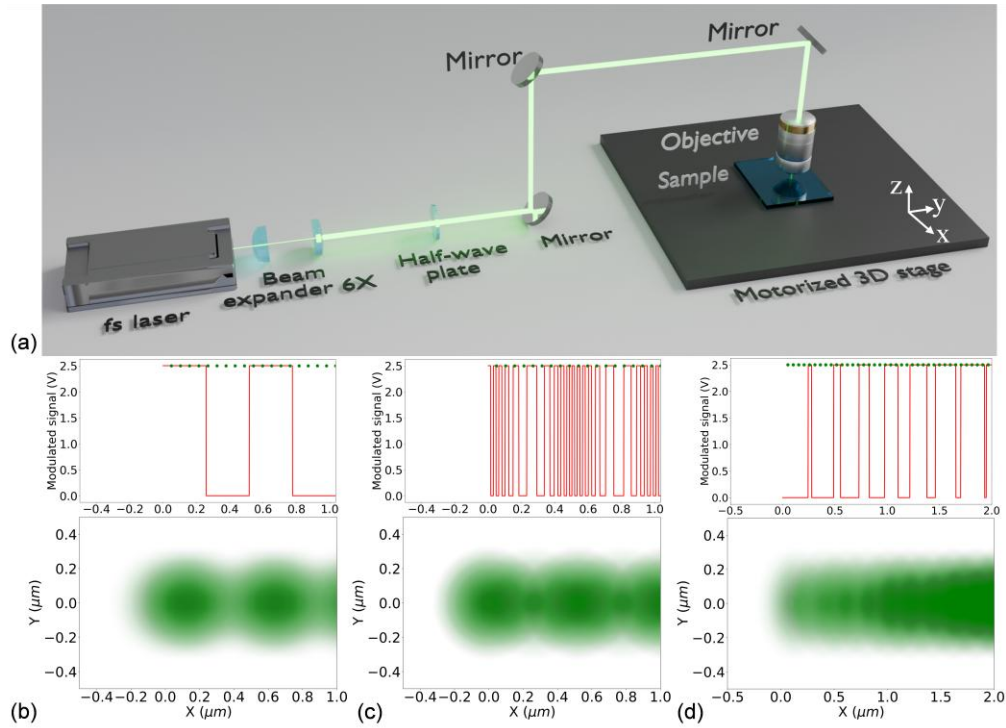 Mirror
Mirror
Objective
Sample
z
y
x
Half-wave
plate
Mirror
Beam
expander 6X
Motorized 3D stage
fs laser
(a)
Modulated signal (V)
2.5
2.0
1.5
1.0
0.5
0.0
−0.4 −0.2 0.0 0.2 0.4 0.6 0.8 1.0
Modulated signal (V)
2.5
2.0
1.5
1.0
0.5
0.0
−0.4 −0.2 0.0 0.2 0.4 0.6 0.8 1.0
Modulated signal (V)
2.5
2.0
1.5
1.0
0.5
0.0
−0.5 0.0 0.5 1.0 1.5 2.0
Y (μm)
0.4
0.2
0.0
−0.2
−0.4
−0.4 −0.2 0.0 0.2 0.4 0.6 0.8 1.0
X (μm)
(b)
Y (μm)
0.4
0.2
0.0
−0.2
−0.4
−0.4 −0.2 0.0 0.2 0.4 0.6 0.8 1.0
X (μm)
(c)
Y (μm)
0.4
0.2
0.0
−0.2
−0.4
−0.5 0.0 0.5 1.0 1.5 2.0
X (μm)
(d)